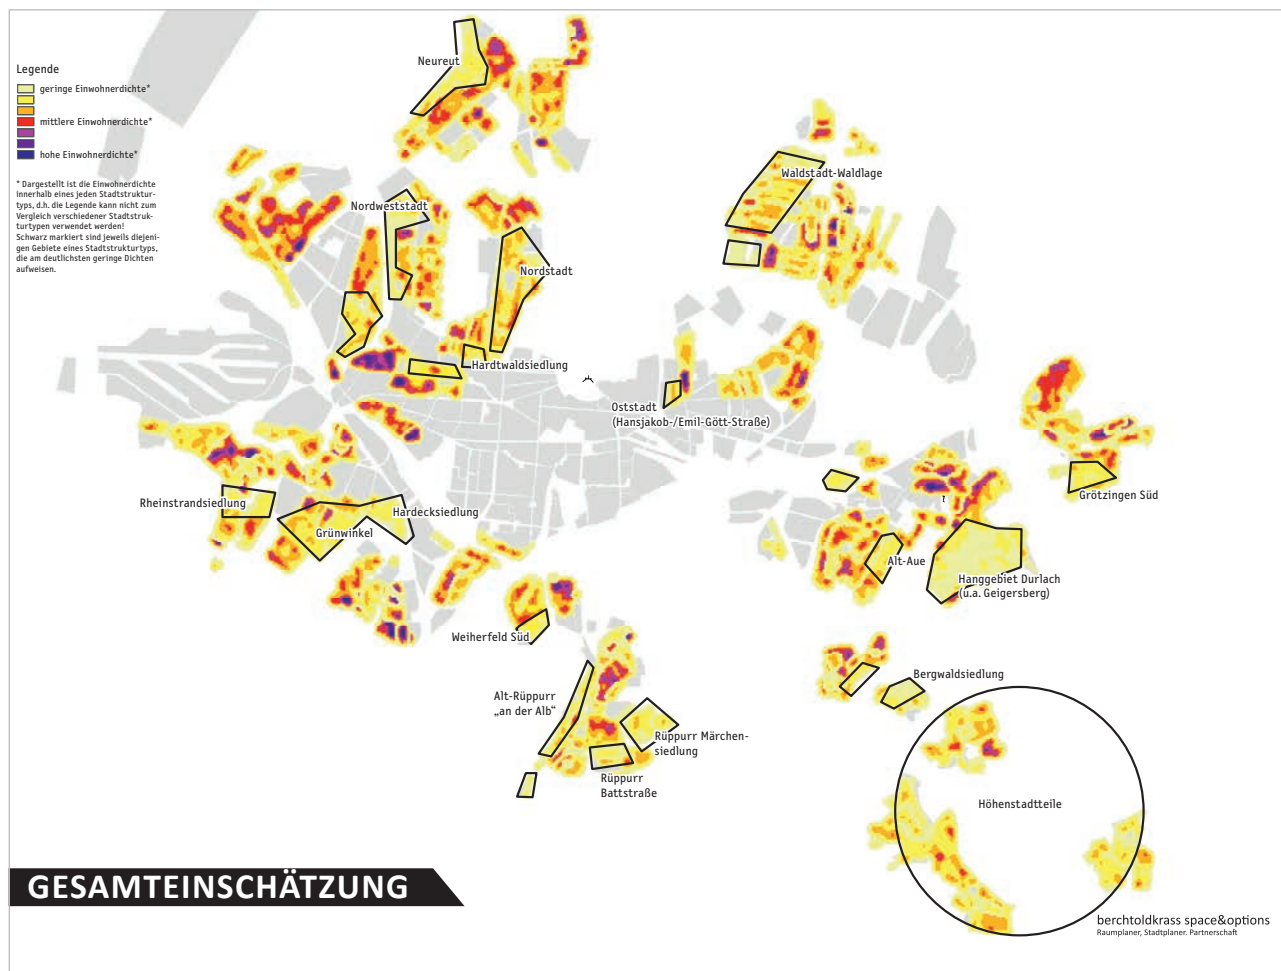 Neureut
Legende
geringe Einwohnerdichte*
mittlere Einwohnerdichte*
hohe Einwohnerdichte*
* Dargestellt ist die Einwohnerdichte
innerhalb eines jeden Stadtstruktur-
typs, d.h. die Legende kann nicht zum
Vergleich verschiedener Stadtstruk-
turtypen verwendet werden!
Schwarz markiert sind jeweils diejeni-
gen Gebiete eines Stadtstrukturtyps,
die am deutlichsten geringe Dichten
aufweisen.
Waldstadt-Waldlage
Nordweststadt
Nordstadt
Hardtwaldsiedlung
Oststadt
(Hansjakob-/Emil-Gött-Straße)
Grötzingen Süd
Rheinstrandsiedlung
Hardecksiedlung
Grünwinkel
Alt-Aue
Hanggebiet Durlach
(u.a. Geigersberg)
Weiherfeld Süd
Bergwaldsiedlung
Alt-Rüppurr
„an der Alb“
Rüppurr Märchen-
siedlung
Rüppurr
Battstraße
Höhenstadtteile
GESAMTEINSCHÄTZUNG
berchtoldkrass space&options
Raumplaner, Stadtplaner. Partnerschaft